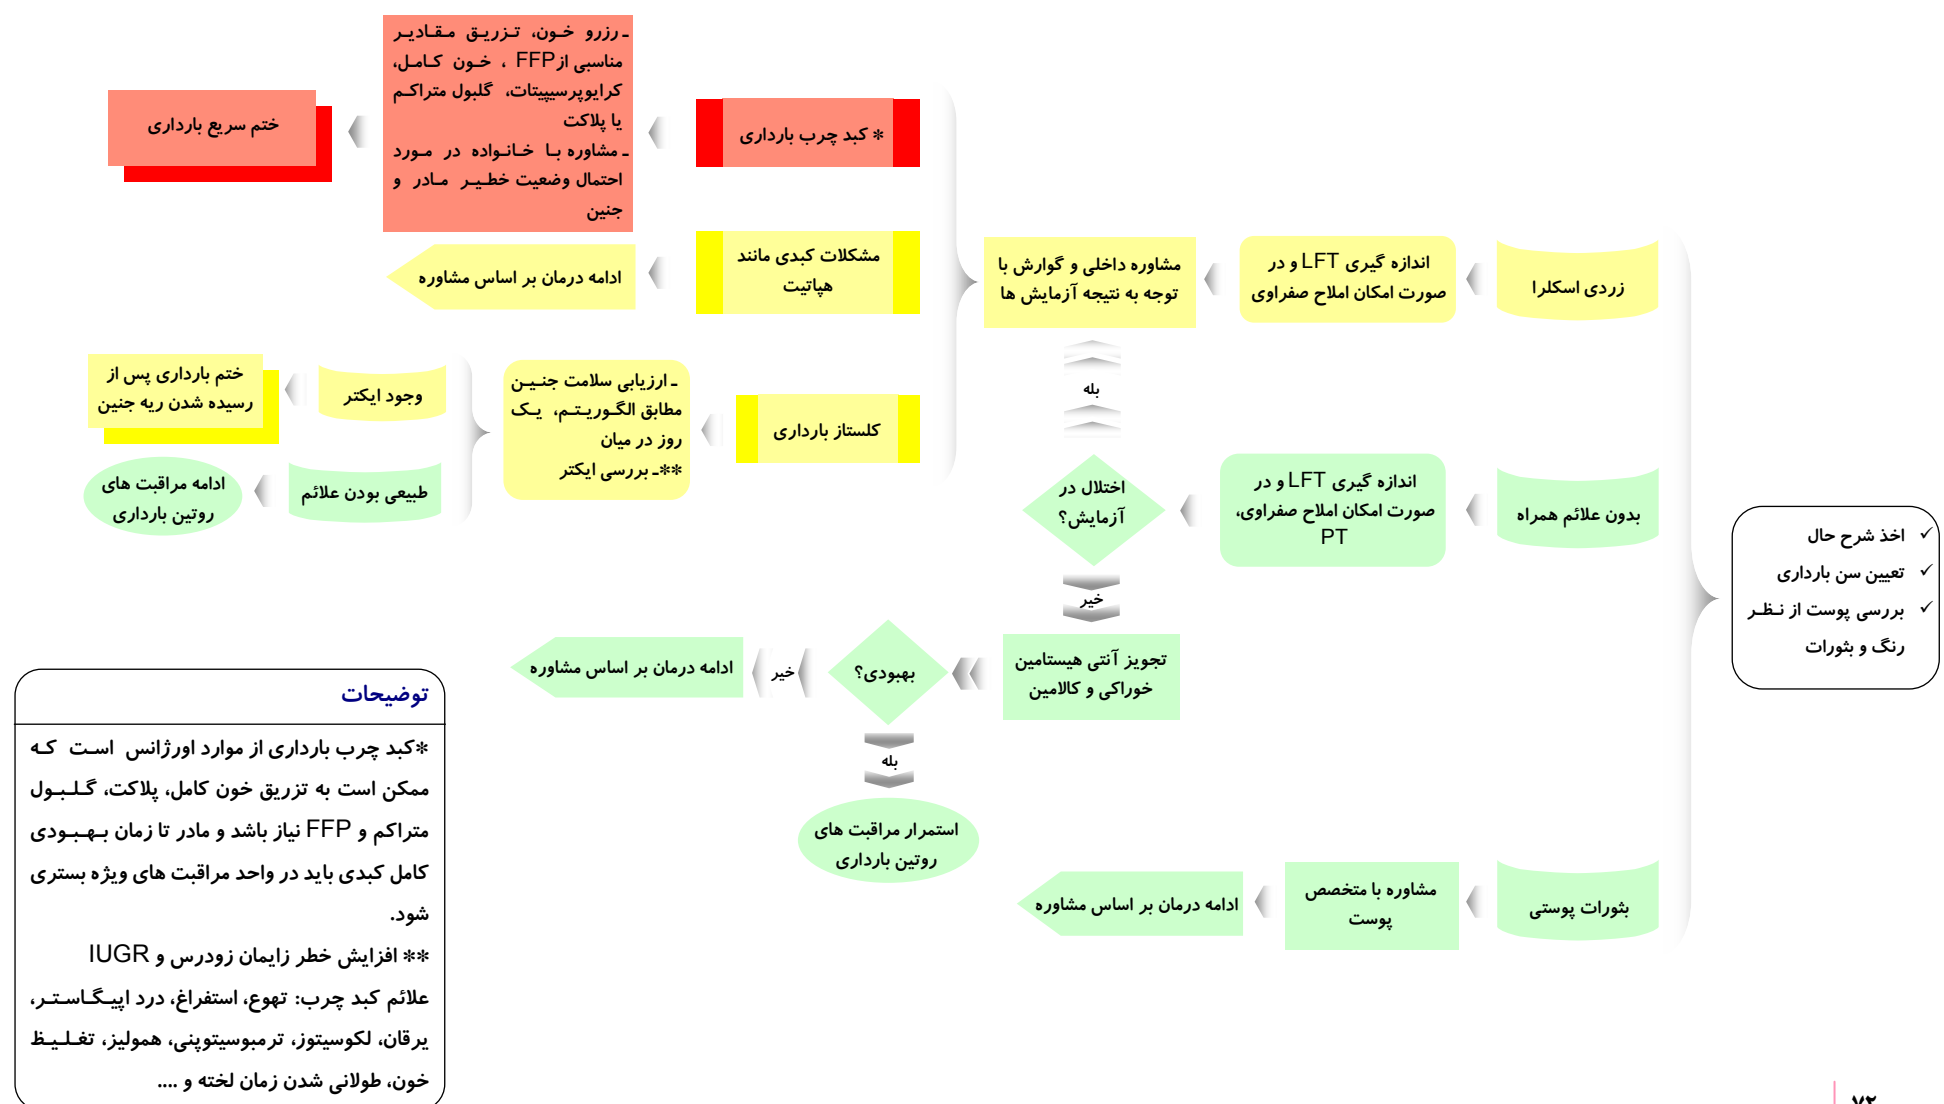 ✓ اخذ شرح حال
✓ تعیین سن بارداری
✓ بررسی پوست از نظر
رنگ و بثورات
زردی اسکلرا
اندازه گیری LFT و در
صورت امکان املاح صفراوی
مشاوره داخلی و گوارش با
توجه به نتیجه آزمایش ها
* کبد چرب بارداری
ـ رزرو خون، تزریق مقادیر
مناسبی از FFP ، خون کامل،
کرایوپرسیپیتات، گلبول متراکم
یا پلاکت
ـ مشاوره با خانواده در مورد
احتمال وضعیت خطیر مادر و
جنین
ختم سریع بارداری
مشکلات کبدی مانند
هپاتیت
ادامه درمان بر اساس مشاوره
کلستاز بارداری
ـ ارزیابی سلامت جنین
مطابق الگوریتم، یک
روز در میان
**ـ بررسی ایکتر
وجود ایکتر
ختم بارداری پس از
رسیده شدن ریه جنین
طبیعی بودن علائم
ادامه مراقبت های
روتین بارداری
بدون علائم همراه
اندازه گیری LFT و در
صورت امکان املاح صفراوی،
PT
اختلال در
آزمایش؟
بله
خیر
تجویز آنتی هیستامین
خوراکی و کالامین
بهبودی؟
خیر
ادامه درمان بر اساس مشاوره
بله
استمرار مراقبت های
روتین بارداری
بثورات پوستی
مشاوره با متخصص
پوست
ادامه درمان بر اساس مشاوره
توضیحات
*کبد چرب بارداری از موارد اورژانس است که
ممکن است به تزریق خون کامل، پلاکت، گلبول
متراکم و FFP نیاز باشد و مادر تا زمان بهبودی
کامل کبدی باید در واحد مراقبت های ویژه بستری
شود.
** افزایش خطر زایمان زودرس و IUGR
علائم کبد چرب: تهوع، استفراغ، درد اپیگاستر،
یرقان، لکوسیتوز، ترمبوسیتوپنی، همولیز، تغلیظ
خون، طولانی شدن زمان لخته و ....
۷۲